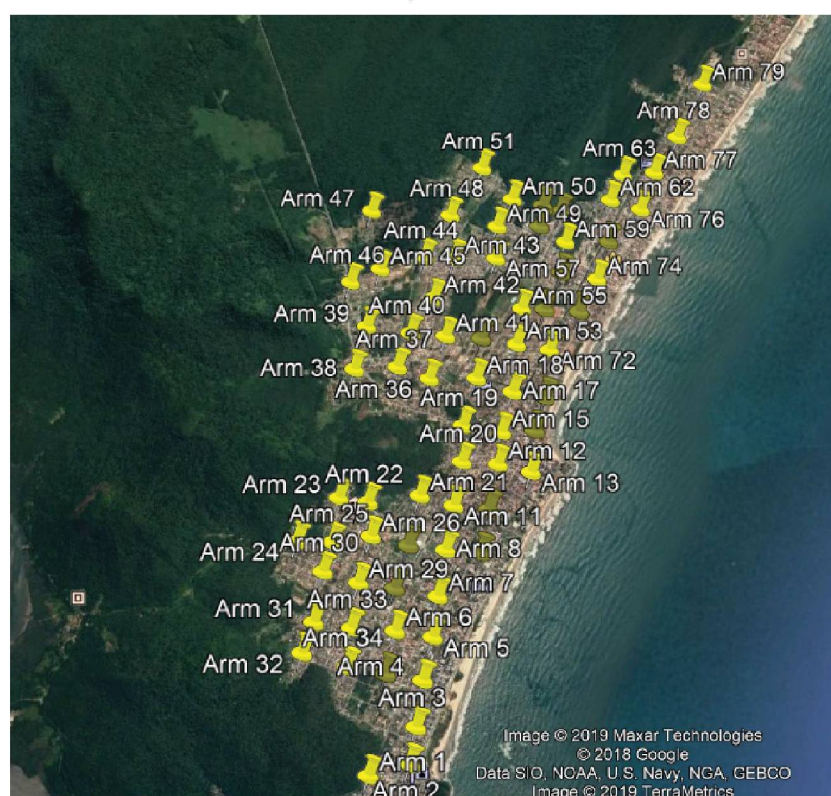 Arm 79
Arm 78
Arm 51
Arm 63
Arm 77
Arm 47
Arm 48
Arm 50
Arm 62
Arm 49
Arm 76
Arm 44
Arm 59
Arm 46
Arm 45
Arm 43
Arm 57
Arm 74
Arm 42
Arm 55
Arm 39
Arm 40
Arm 41
Arm 53
Arm 37
Arm 38
Arm 18
Arm 72
Arm 36
Arm 19
Arm 17
Arm 20
Arm 15
Arm 12
Arm 23
Arm 22
Arm 21
Arm 13
Arm 25
Arm 26
Arm 11
Arm 24
Arm 30
Arm 8
Arm 29
Arm 7
Arm 31
Arm 33
Arm 6
Arm 34
Arm 5
Arm 32
Arm 4
Arm 3
Arm 1
Arm 2
Image © 2019 Maxar Technologies
© 2018 Google
Data SIO, NOAA, U.S. Navy, NGA, GEBCO
Image © 2019 TerraMetrics